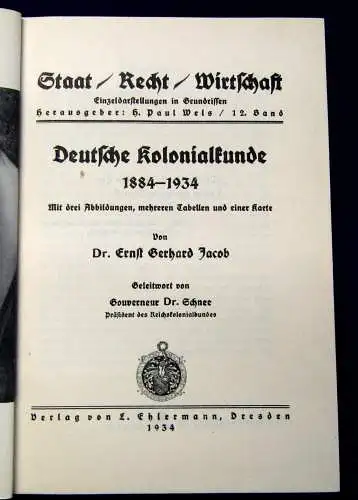 Staat / Recht / Wirtschaft
Einzeldarstellungen in Grundrissen
Herausgeber: H. Paul Wels / 12. Band
Deutsche Kolonialkunde
1884–1934
Mit drei Abbildungen, mehreren Tabellen und einer Karte
Von
Dr. Ernst Gerhard Jacob
Geleitwort von
Gouverneur Dr. Schnee
Präsident des Reichskolonialbundes
Verlag von L. Ehlermann, Dresden
1934